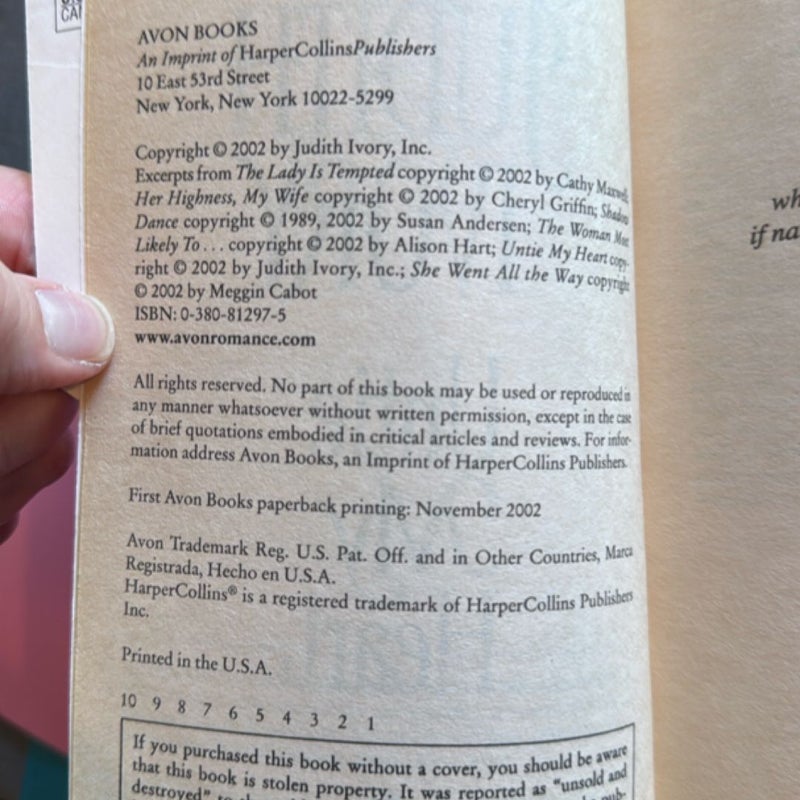 CAI
AVON BOOKS
An Imprint of HarperCollinsPublishers
10 East 53rd Street
New York, New York 10022-5299
Copyright © 2002 by Judith Ivory, Inc.
Excerpts from The Lady Is Tempted copyright © 2002 by Cathy Maxwell;
Her Highness, My Wife copyright © 2002 by Cheryl Griffin; Shadow
Dance copyright © 1989, 2002 by Susan Andersen; The Woman Most
Likely To . . . copyright © 2002 by Alison Hart; Untie My Heart copy-
right © 2002 by Judith Ivory, Inc.; She Went All the Way copyright
© 2002 by Meggin Cabot
ISBN: 0-380-81297-5
www.avonromance.com
All rights reserved. No part of this book may be used or reproduced in
any manner whatsoever without written permission, except in the case
of brief quotations embodied in critical articles and reviews. For infor-
mation address Avon Books, an Imprint of HarperCollins Publishers.
First Avon Books paperback printing: November 2002
Avon Trademark Reg. U.S. Pat. Off. and in Other Countries, Marca
Registrada, Hecho en U.S.A.
HarperCollins® is a registered trademark of HarperCollins Publishers
Inc.
Printed in the U.S.A.
10 9 8 7 6 5 4 3 2 1
If you purchased this book without a cover, you should be aware
that this book is stolen property. It was reported as "unsold and
destroyed"
wh
if na